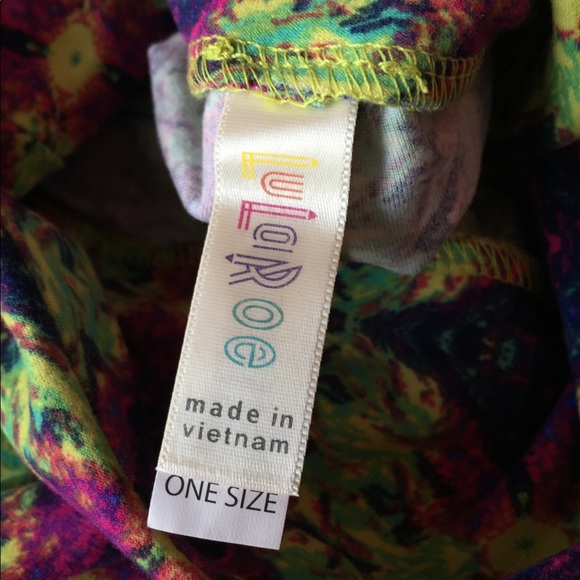 LuLaRoe
made in
vietnam
ONE SIZE